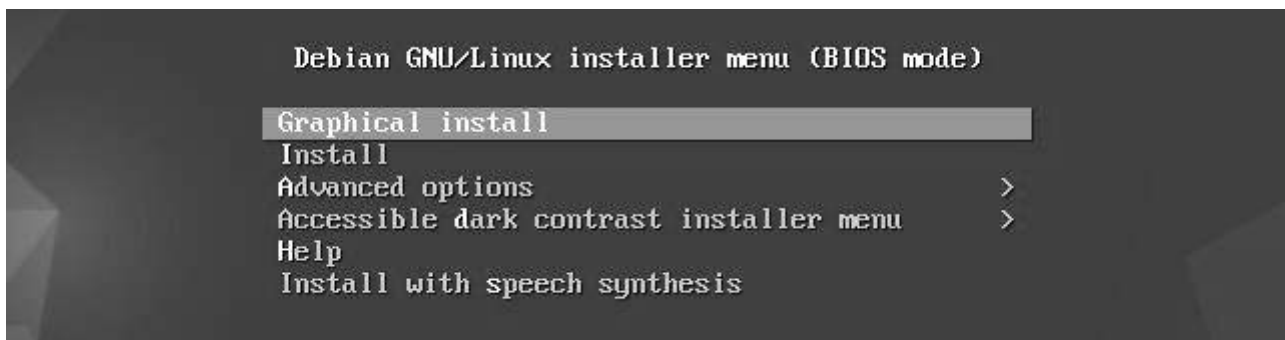 Debian GNU/Linux installer menu (BIOS mode)
Graphical install
Install
Advanced options >
Accessible dark contrast installer menu >
Help
Install with speech synthesis